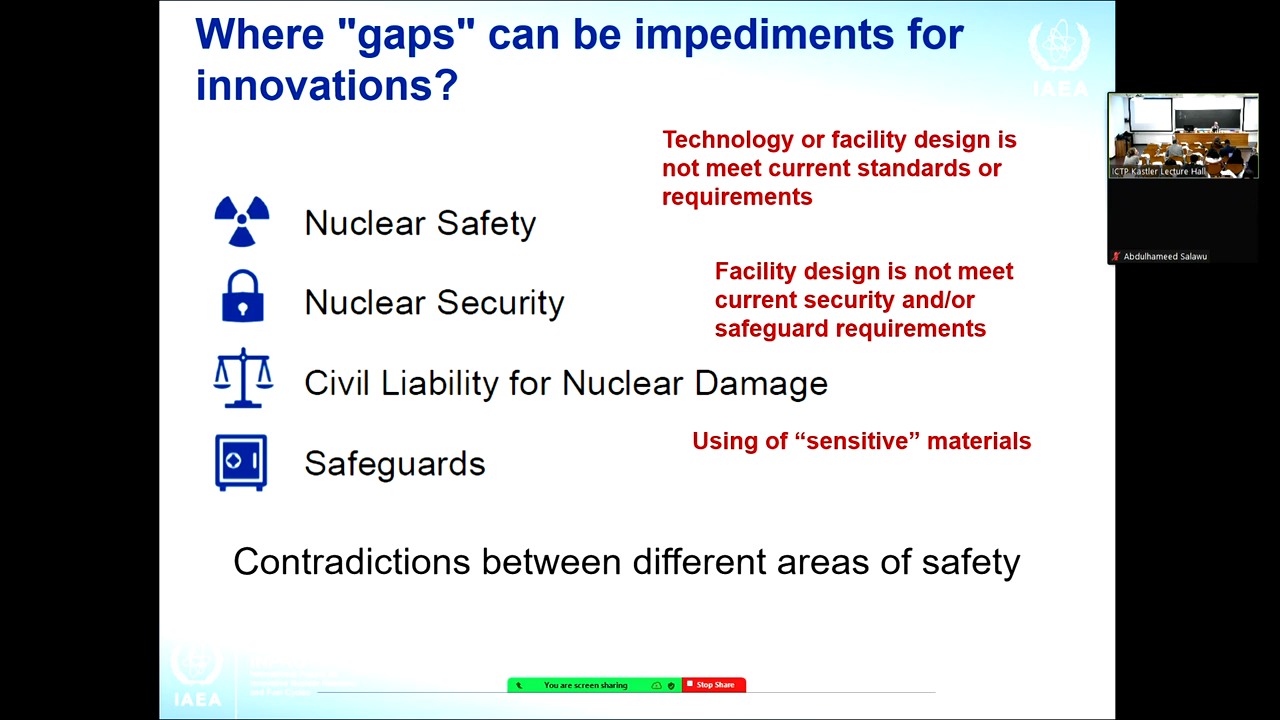 Where "gaps" can be impediments for
innovations?
IAEA
Technology or facility design is
not meet current standards or
requirements
Nuclear Safety
Facility design is not meet
current security and/or
safeguard requirements
Nuclear Security
Civil Liability for Nuclear Damage
Using of “sensitive” materials
Safeguards
Contradictions between different areas of safety
IAEA
You are screen sharing
Stop Share
ICTP Kastler Lecture Hall
Abdulhameed Salawu